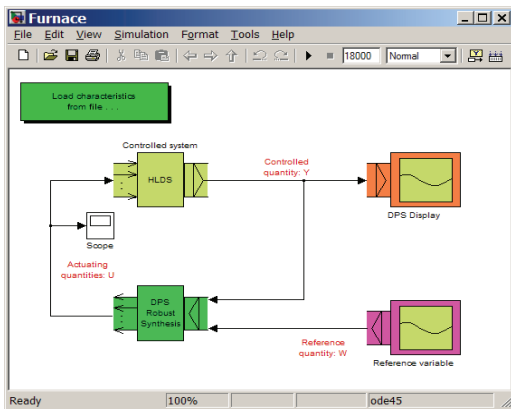 Furnace
File Edit View Simulation Format Tools Help
18000 Normal
Load characteristics
from file . . .
Controlled system
HLDS
Controlled
quantity: Y
DPS Display
Scope
Actuating
quantities: U
DPS
Robust
Synthesis
Reference
quantity: W
Reference variable
Ready 100% ode45